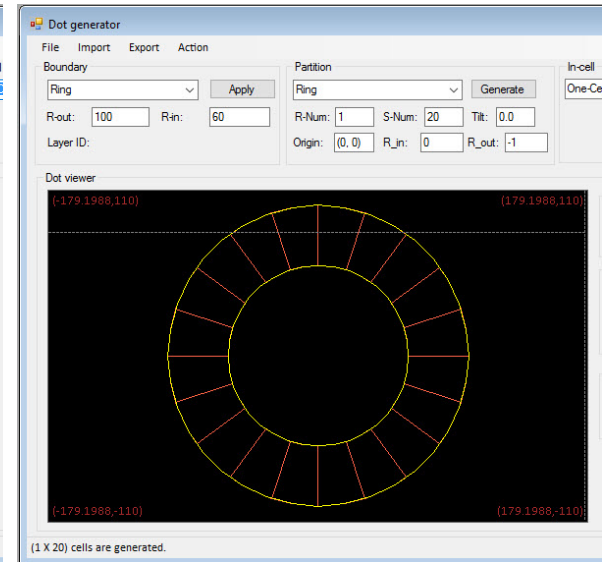 Dot generator
File Import Export Action
Boundary
Ring
Apply
R-out: 100 R-in: 60
Layer ID:
Partition
Ring
Generate
R-Num: 1 S-Num: 20 Tilt: 0.0
Origin: (0, 0) R_in: 0 R_out: -1
In-cell
One-Ce
Dot viewer
(-179.1988,110) (179.1988,110)
(-179.1988,-110) (179.1988,-110)
(1 X 20) cells are generated.